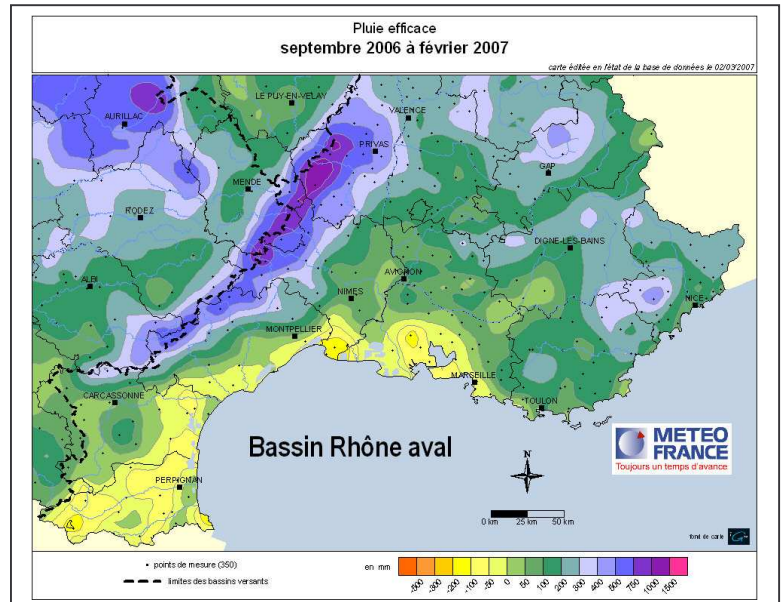 Pluie efficace
septembre 2006 à février 2007
carte éditée en l'état de la base de données le 02/03/2007
LE PUY-EN-VELAY
AURILLAC
VALENCE
PRIVAS
GAP
MENDE
RODEZ
DIGNE-LES-BAINS
ALBI
AVIGNON
NIMES
NICE
MONTPELLIER
MARSEILLE
CARCASSONNE
TOULON
METEO
FRANCE
Toujours un temps d'avance
Bassin Rhône aval
N
PERPIGNAN
0 km 25 km 50 km
fond de carte
• points de mesure (350)
limites des bassins versants
en mm
-500 -300 -200 -100 -50 0 50 100 200 300 400 500 750 1000 1500